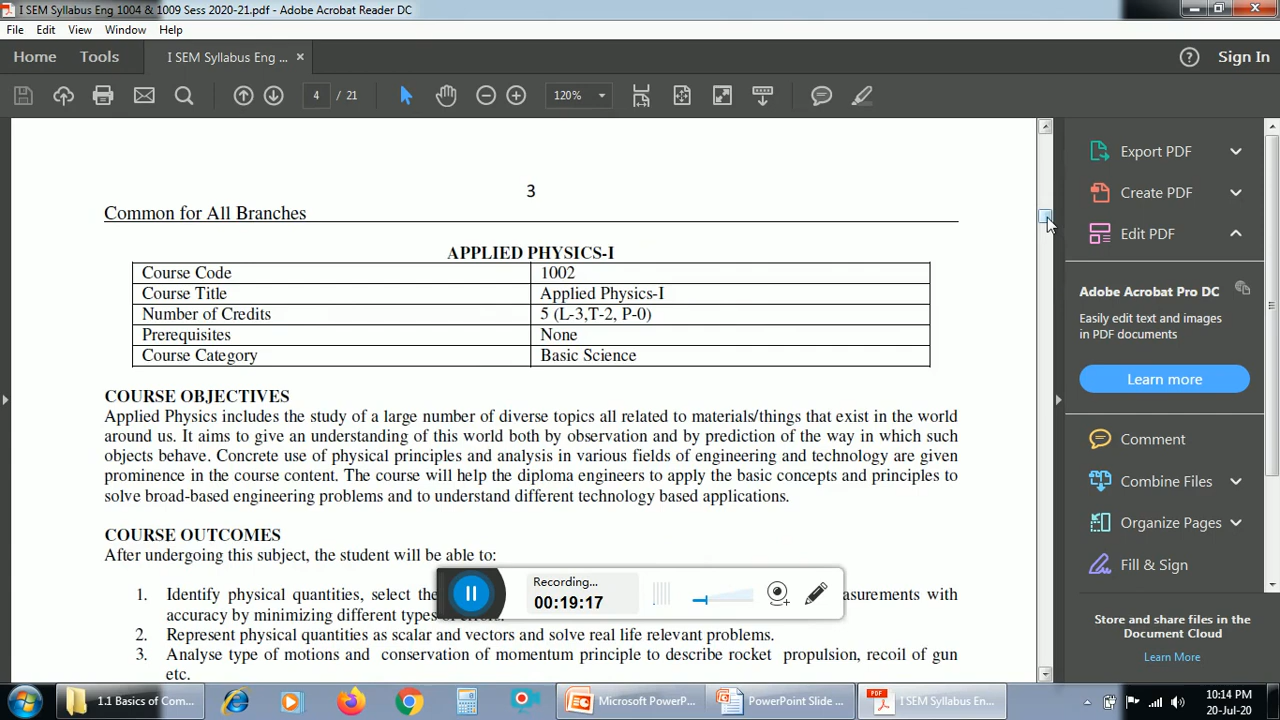 I SEM Syllabus Eng 1004 & 1009 Sess 2020-21.pdf - Adobe Acrobat Reader DC
File Edit View Window Help
Home Tools I SEM Syllabus Eng ... × Sign In
4 / 21 120%
3
Common for All Branches
APPLIED PHYSICS-I
Course Code 1002
Course Title Applied Physics-I
Number of Credits 5 (L-3,T-2, P-0)
Prerequisites None
Course Category Basic Science
COURSE OBJECTIVES
Applied Physics includes the study of a large number of diverse topics all related to materials/things that exist in the world
around us. It aims to give an understanding of this world both by observation and by prediction of the way in which such
objects behave. Concrete use of physical principles and analysis in various fields of engineering and technology are given
prominence in the course content. The course will help the diploma engineers to apply the basic concepts and principles to
solve broad-based engineering problems and to understand different technology based applications.
COURSE OUTCOMES
After undergoing this subject, the student will be able to:
1. Identify physical quantities, select the
accuracy by minimizing different types
2. Represent physical quantities as scalar and vectors and solve real life relevant problems.
3. Analyse type of motions and conservation of momentum principle to describe rocket propulsion, recoil of gun
etc.
Recording...
00:19:17
Export PDF
Create PDF
Edit PDF
Adobe Acrobat Pro DC
Easily edit text and images
in PDF documents
Learn more
Comment
Combine Files
Organize Pages
Fill & Sign
Store and share files in the
Document Cloud
Learn More
1.1 Basics of Com...
Microsoft PowerP...
PowerPoint Slide ...
I SEM Syllabus En...
10:14 PM
20-Jul-20